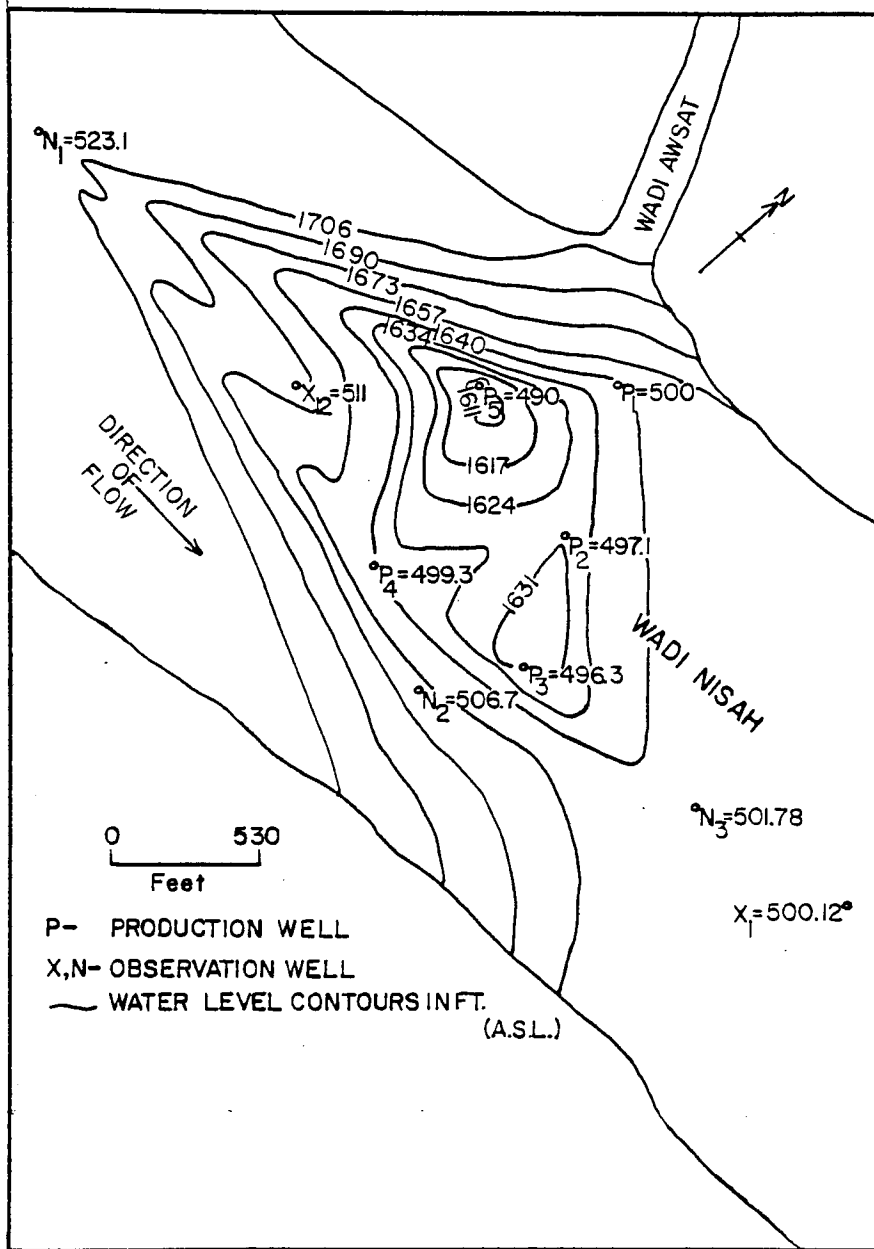 WADI AWSAT
N
N₁=523.1
1706
1690
1673
1657
1640
1634
P₅=490
1611
P₁=500
X₁₂=511
1617
1624
DIRECTION
OF
FLOW
P₂=497.1
P₄=499.3
1631
WADI NISAH
P₃=496.3
N₂=506.7
N₃=501.78
0 530
Feet
X₁=500.12
P- PRODUCTION WELL
X,N- OBSERVATION WELL
WATER LEVEL CONTOURS IN FT.
(A.S.L.)